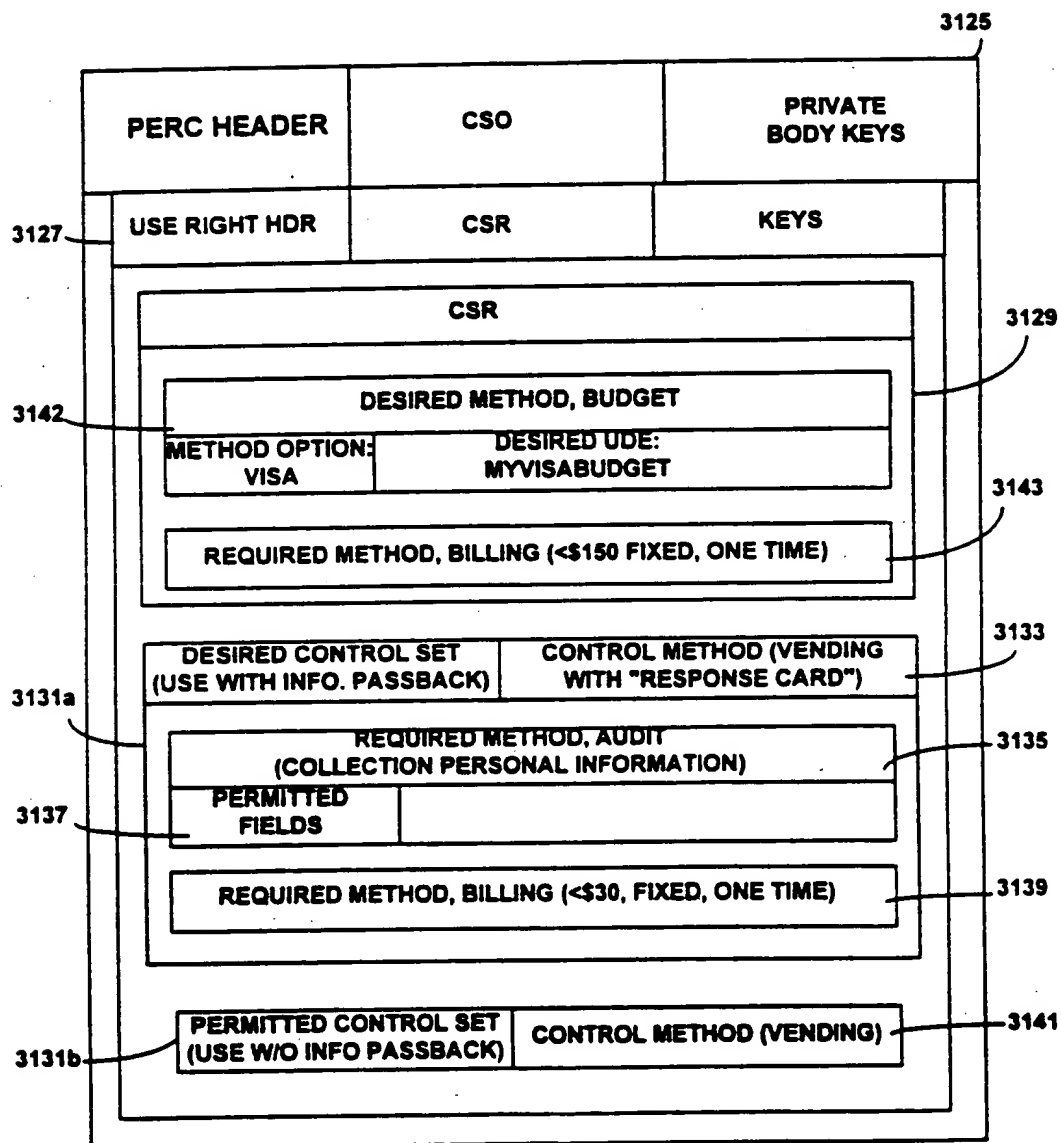 3125
PERC HEADER
CSO
PRIVATE
BODY KEYS
3127
USE RIGHT HDR
CSR
KEYS
CSR
3129
3142
DESIRED METHOD, BUDGET
METHOD OPTION:
VISA
DESIRED UDE:
MYVISABUDGET
3143
REQUIRED METHOD, BILLING (<$150 FIXED, ONE TIME)
3133
DESIRED CONTROL SET
(USE WITH INFO. PASSBACK)
CONTROL METHOD (VENDING
WITH "RESPONSE CARD")
3131a
REQUIRED METHOD, AUDIT
(COLLECTION PERSONAL INFORMATION)
3135
3137
PERMITTED
FIELDS
REQUIRED METHOD, BILLING (<$30, FIXED, ONE TIME)
3139
PERMITTED CONTROL SET
(USE W/O INFO PASSBACK)
CONTROL METHOD (VENDING)
3141
3131b